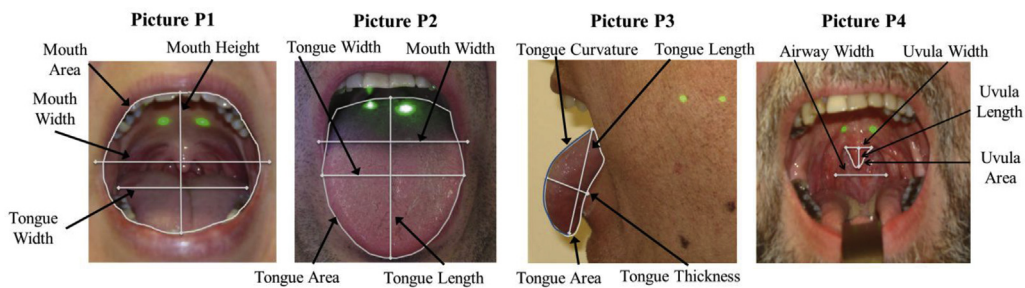 Picture P1
Picture P2
Picture P3
Picture P4
Mouth
Area
Mouth Height
Mouth
Width
Tongue
Width
Tongue Width
Mouth Width
Tongue Area
Tongue Length
Tongue Curvature
Tongue Length
Tongue Area
Tongue Thickness
Airway Width
Uvula Width
Uvula
Length
Uvula
Area